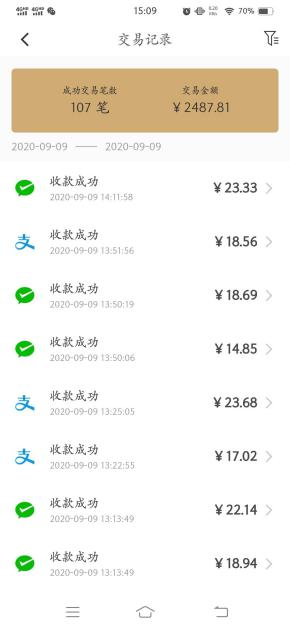 4GHD 4GHD 15:09 0.20 KB/s 70%
交易记录
成功交易笔数 交易金额
107 笔 ¥ 2487.81
2020-09-09 —— 2020-09-09
收款成功 ¥ 23.33
2020-09-09 14:11:58
收款成功 ¥ 18.56
2020-09-09 13:51:56
收款成功 ¥ 18.69
2020-09-09 13:50:19
收款成功 ¥ 14.85
2020-09-09 13:50:06
收款成功 ¥ 23.68
2020-09-09 13:25:05
收款成功 ¥ 17.02
2020-09-09 13:22:55
收款成功 ¥ 22.14
2020-09-09 13:13:49
收款成功 ¥ 18.94
2020-09-09 13:13:49